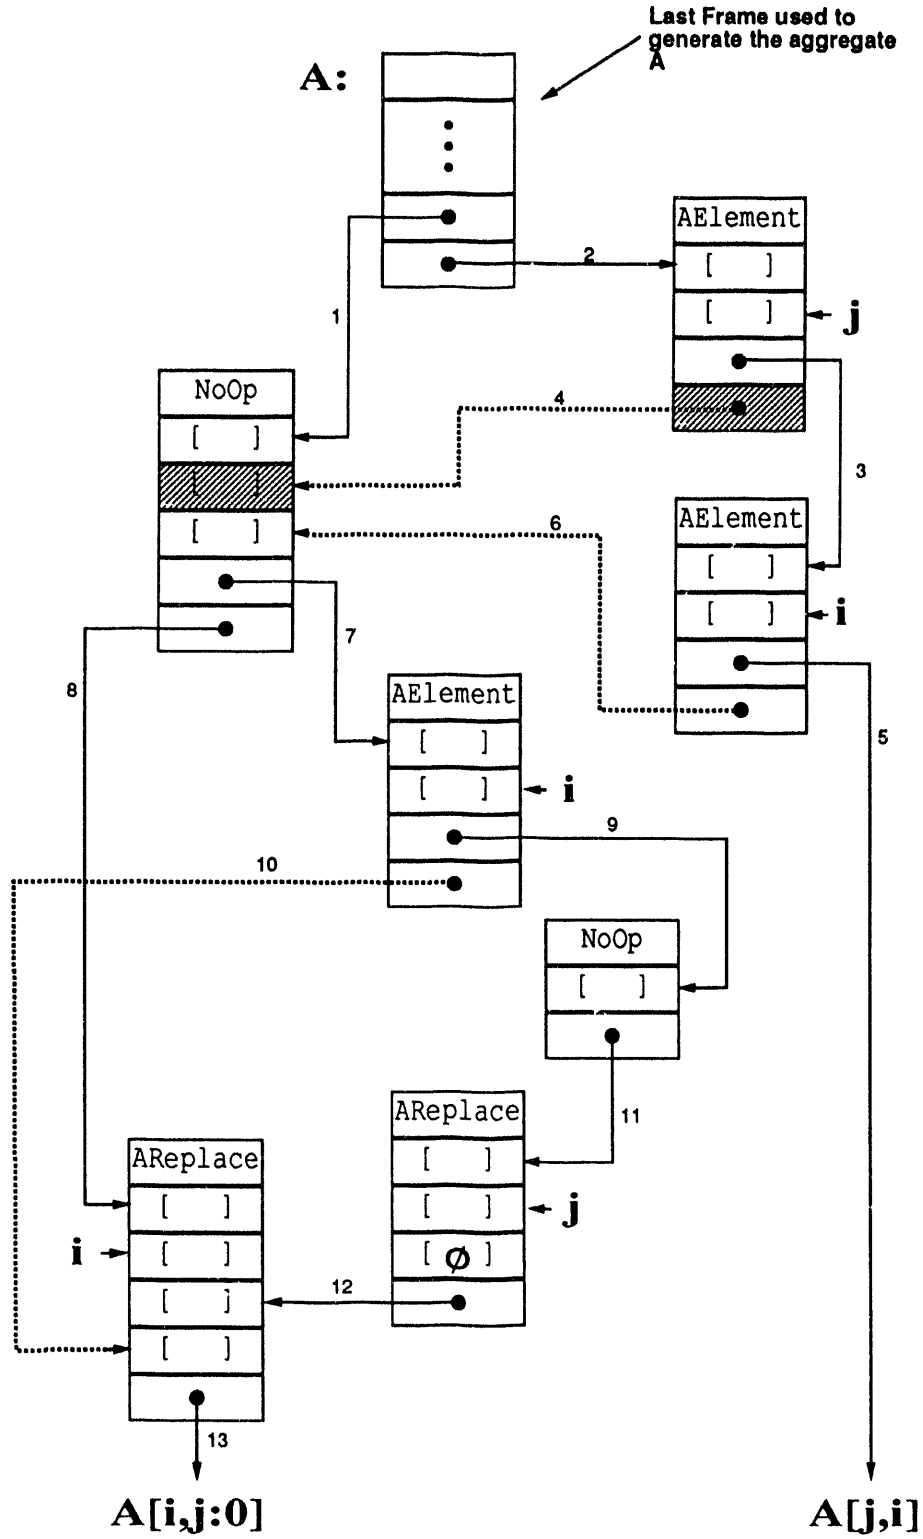 Last Frame used to
generate the aggregate
A
A:
AElement
2
[ ]
[ ]
j
1
NoOp
4
[ ]
3
[ ]
AElement
6
[ ]
[ ]
[ ]
i
7
8
AElement
5
[ ]
[ ]
i
9
10
NoOp
[ ]
AReplace
11
AReplace
[ ]
[ ]
[ ]
j
i
[ ]
[ Ø ]
12
[ ]
[ ]
13
A[i,j:0]
A[j,i]